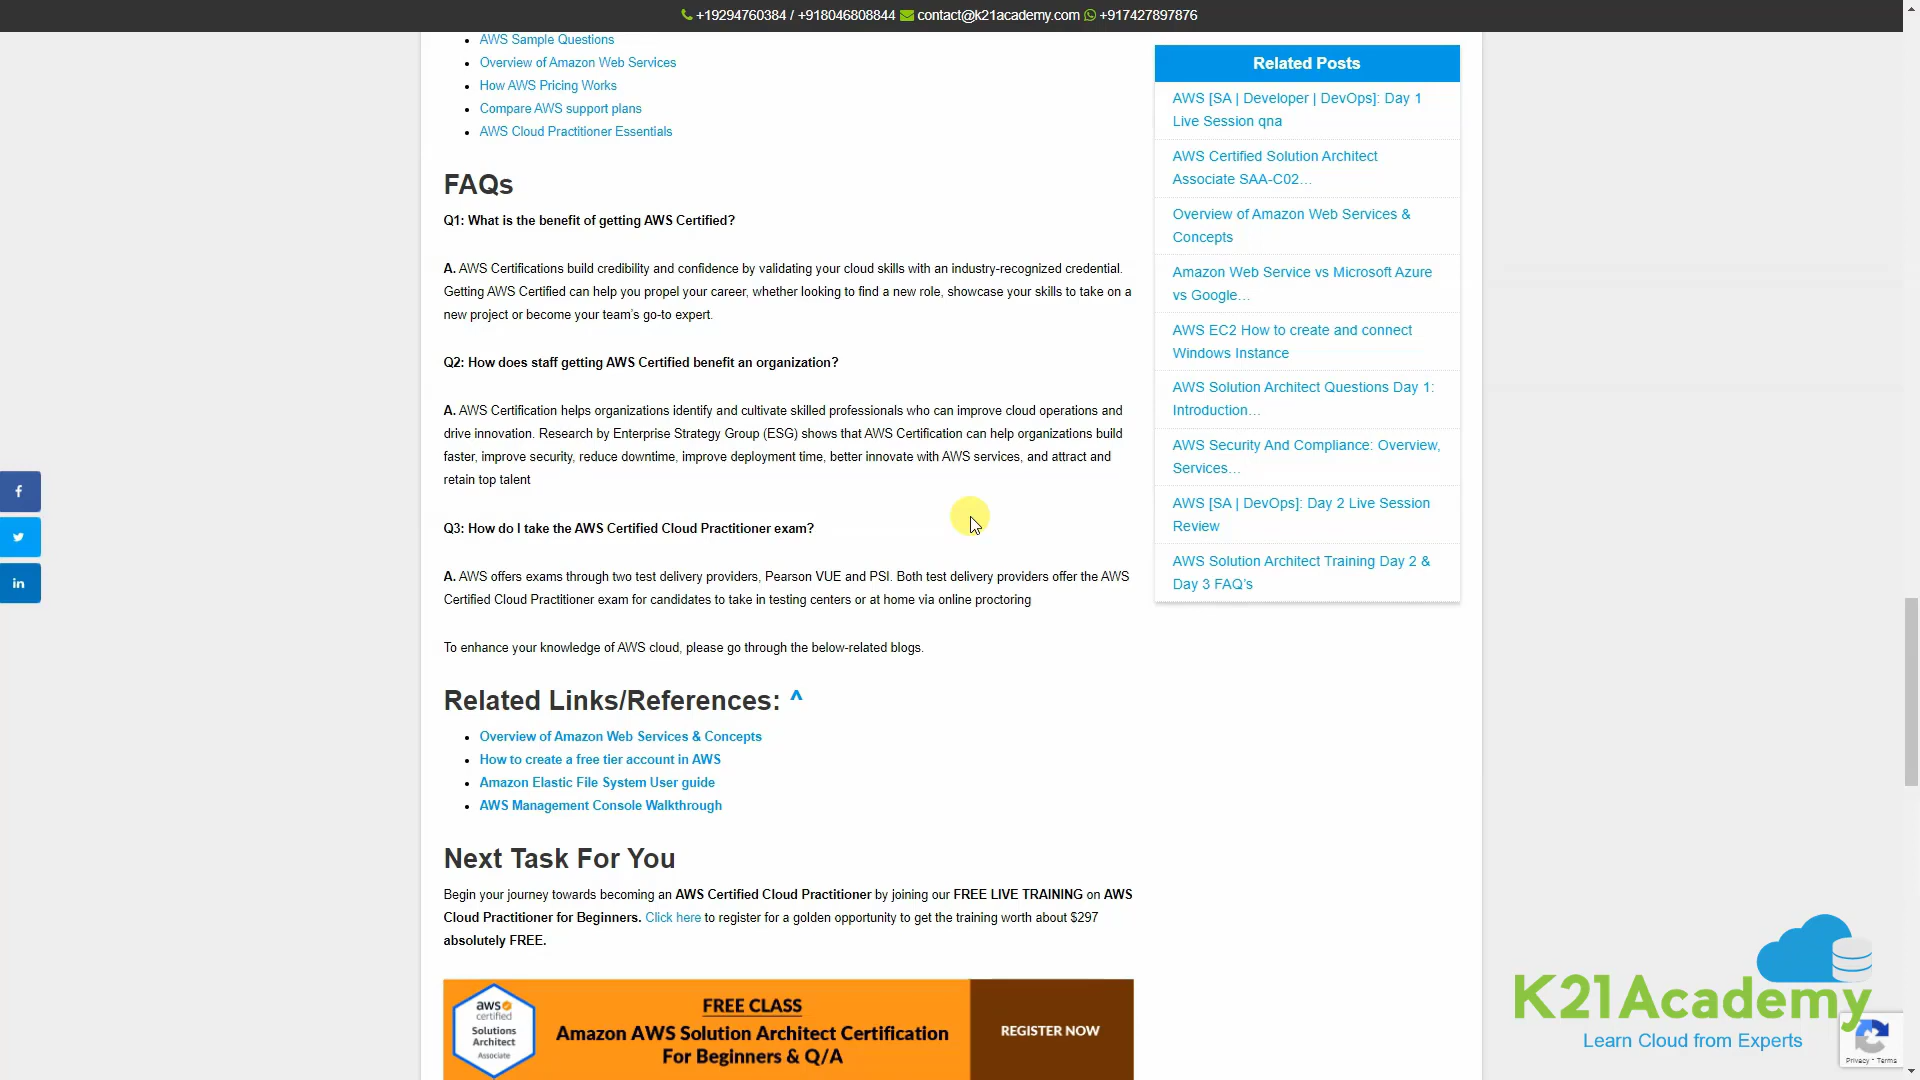 +19294760384 / +918046808844 contact@k21academy.com +917427897876
AWS Sample Questions
Overview of Amazon Web Services
How AWS Pricing Works
Compare AWS support plans
AWS Cloud Practitioner Essentials
FAQs
Q1: What is the benefit of getting AWS Certified?
A. AWS Certifications build credibility and confidence by validating your cloud skills with an industry-recognized credential.
Getting AWS Certified can help you propel your career, whether looking to find a new role, showcase your skills to take on a
new project or become your team's go-to expert.
Q2: How does staff getting AWS Certified benefit an organization?
A. AWS Certification helps organizations identify and cultivate skilled professionals who can improve cloud operations and
drive innovation. Research by Enterprise Strategy Group (ESG) shows that AWS Certification can help organizations build
faster, improve security, reduce downtime, improve deployment time, better innovate with AWS services, and attract and
retain top talent
Q3: How do I take the AWS Certified Cloud Practitioner exam?
A. AWS offers exams through two test delivery providers, Pearson VUE and PSI. Both test delivery providers offer the AWS
Certified Cloud Practitioner exam for candidates to take in testing centers or at home via online proctoring
To enhance your knowledge of AWS cloud, please go through the below-related blogs.
Related Links/References: ^
Overview of Amazon Web Services & Concepts
How to create a free tier account in AWS
Amazon Elastic File System User guide
AWS Management Console Walkthrough
Next Task For You
Begin your journey towards becoming an AWS Certified Cloud Practitioner by joining our FREE LIVE TRAINING on AWS
Cloud Practitioner for Beginners. Click here to register for a golden opportunity to get the training worth about $297
absolutely FREE.
aws
certified
Solutions
Architect
Associate
FREE CLASS
Amazon AWS Solution Architect Certification
For Beginners & Q/A
REGISTER NOW
Related Posts
AWS [SA | Developer | DevOps]: Day 1
Live Session qna
AWS Certified Solution Architect
Associate SAA-C02…
Overview of Amazon Web Services &
Concepts
Amazon Web Service vs Microsoft Azure
vs Google…
AWS EC2 How to create and connect
Windows Instance
AWS Solution Architect Questions Day 1:
Introduction…
AWS Security And Compliance: Overview,
Services…
AWS [SA | DevOps]: Day 2 Live Session
Review
AWS Solution Architect Training Day 2 &
Day 3 FAQ's
f
in
K21Academy
Learn Cloud from Experts
Privacy - Terms